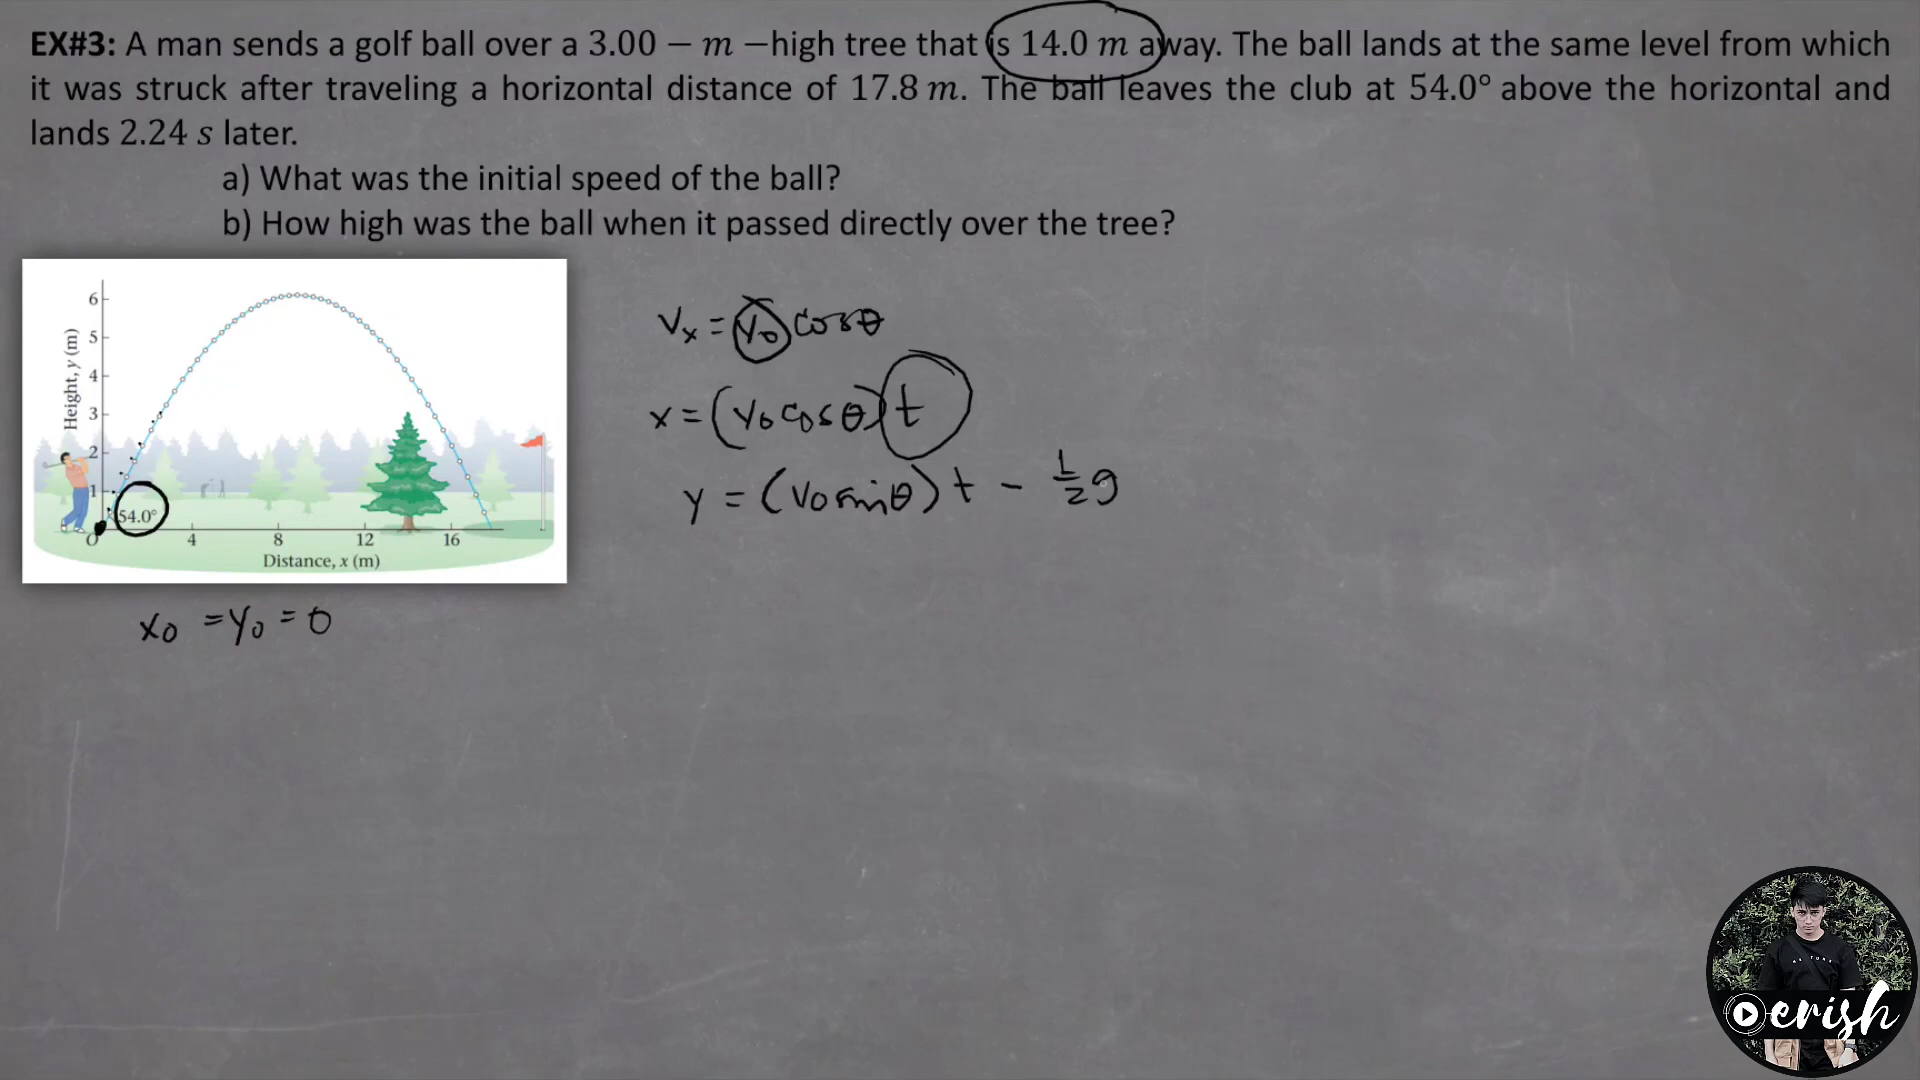 EX#3: A man sends a golf ball over a 3.00 − m −high tree that is 14.0 m away. The ball lands at the same level from which
it was struck after traveling a horizontal distance of 17.8 m. The ball leaves the club at 54.0° above the horizontal and
lands 2.24 s later.
a) What was the initial speed of the ball?
b) How high was the ball when it passed directly over the tree?
6
5
4
3
2
1
Height, y (m)
54.0°
O 4 8 12 16
Distance, x (m)
x₀ = y₀ = 0
Vx = V₀ cosθ
x = (V₀ cosθ) t
y = (V₀ sinθ) t − ½g
erish